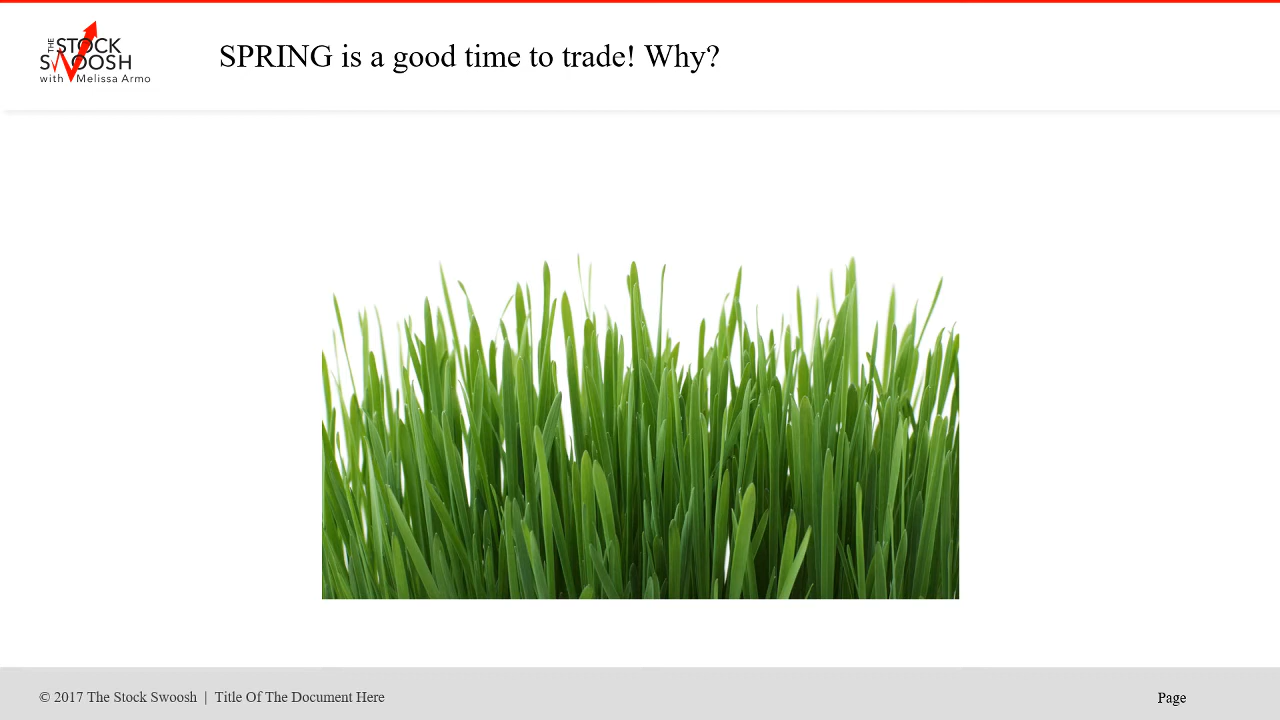 THE STOCK
SWOOSH
with Melissa Armo
SPRING is a good time to trade! Why?
© 2017 The Stock Swoosh | Title Of The Document Here
Page